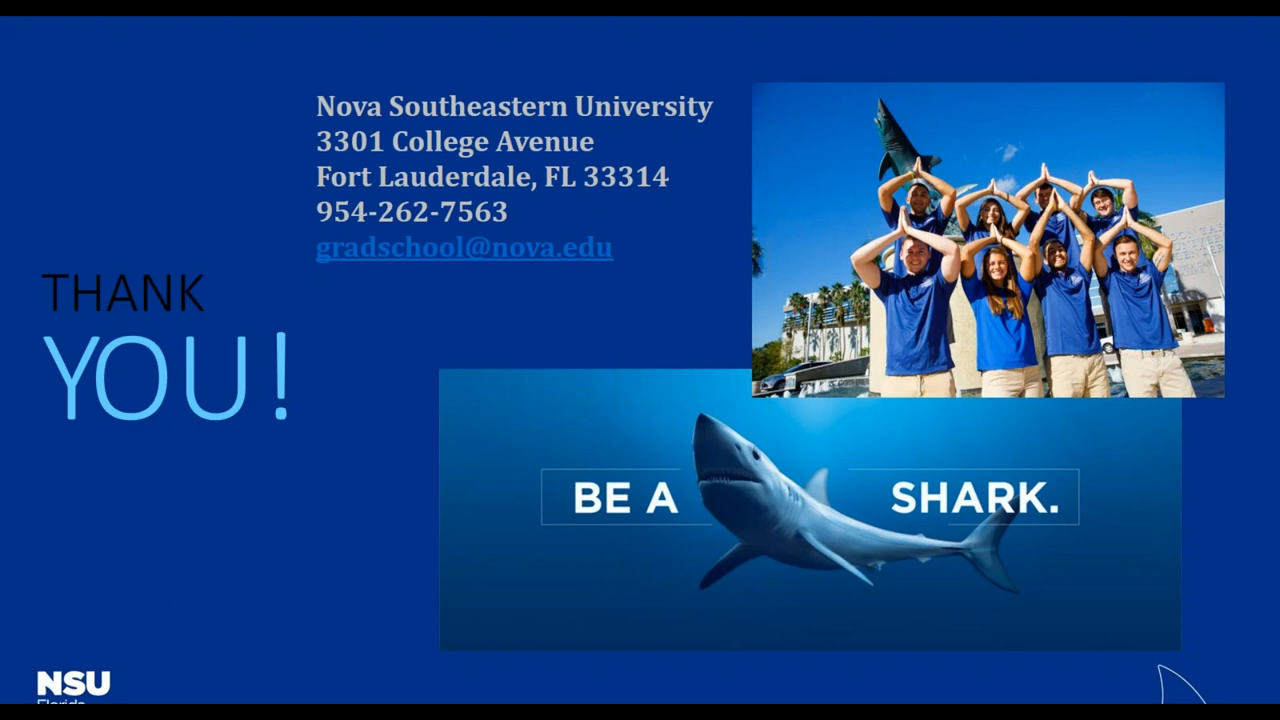 Nova Southeastern University
3301 College Avenue
Fort Lauderdale, FL 33314
954-262-7563
gradschool@nova.edu
THANK
YOU!
BE A SHARK.
NSU
Florida